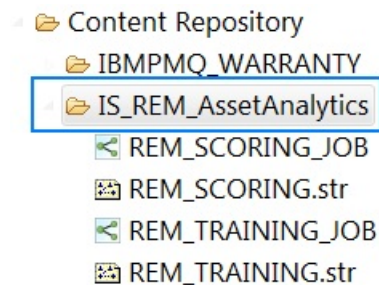 Content Repository
IBMPMQ_WARRANTY
IS_REM_AssetAnalytics
REM_SCORING_JOB
REM_SCORING.str
REM_TRAINING_JOB
REM_TRAINING.str